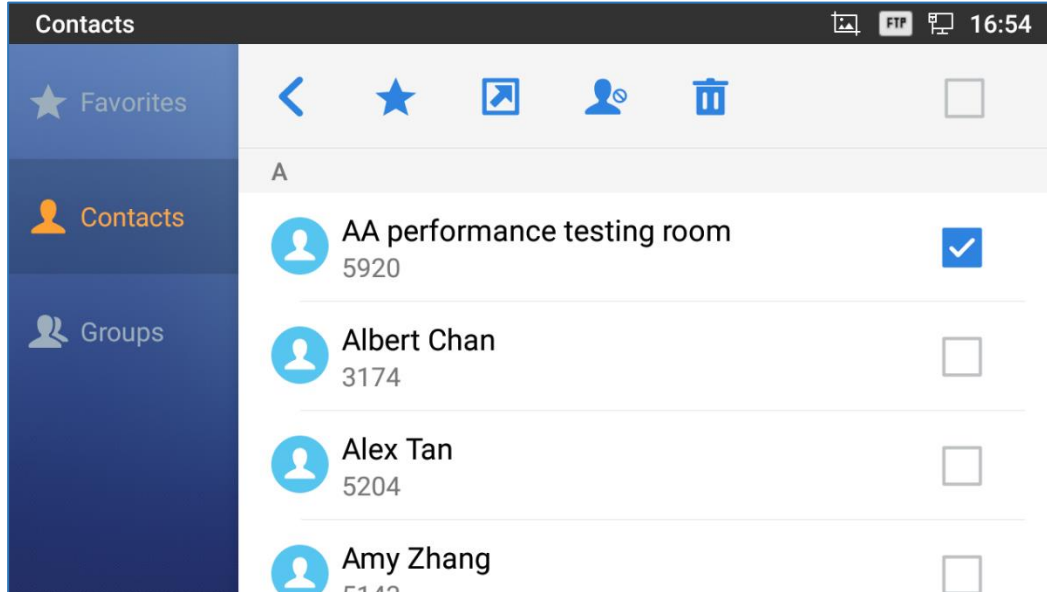 Contacts
FTP 16:54
Favorites
Contacts
Groups
A
AA performance testing room
5920
Albert Chan
3174
Alex Tan
5204
Amy Zhang